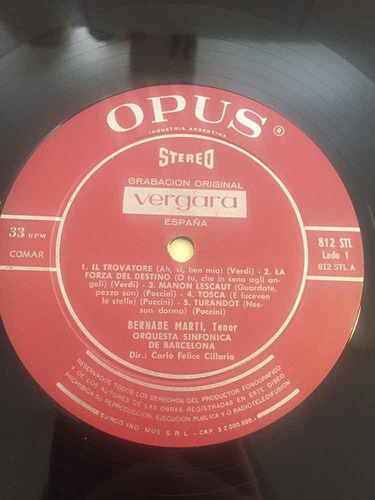 OPUS ®
INDUSTRIA ARGENTINA
STEREO
GRABACION ORIGINAL
vergara
ESPAÑA
33 RPM
COMAR
812 STL
Lado 1
812 STL A
1. IL TROVATORE (Ah, si, ben mio) (Verdi) - 2. LA
FORZA DEL DESTINO (O tu, che in seno agli an-
geli) (Verdi) - 3. MANON LESCAUT (Guardate,
pezzo san) (Puccini) - 4. TOSCA (E luceven
le stelle) (Puccini) - 5. TURANDOT (Nes-
sun dorma) (Puccini)
BERNABE MARTI, Tenor
ORQUESTA SINFONICA
DE BARCELONA
Dir.: Carlo Felice Cillario
RESERVADOS TODOS LOS DERECHOS DEL PRODUCTOR FONOGRAFICO
Y DE LOS AUTORES DE LAS OBRAS REGISTRADAS EN ESTE DISCO
PROHIBIDA SU REPRODUCCION, EJECUCION PUBLICA Y/O RADIOTELEDIFUSION
SURCO IND MUS S.R.L. - CAP $ 2.000.000.-